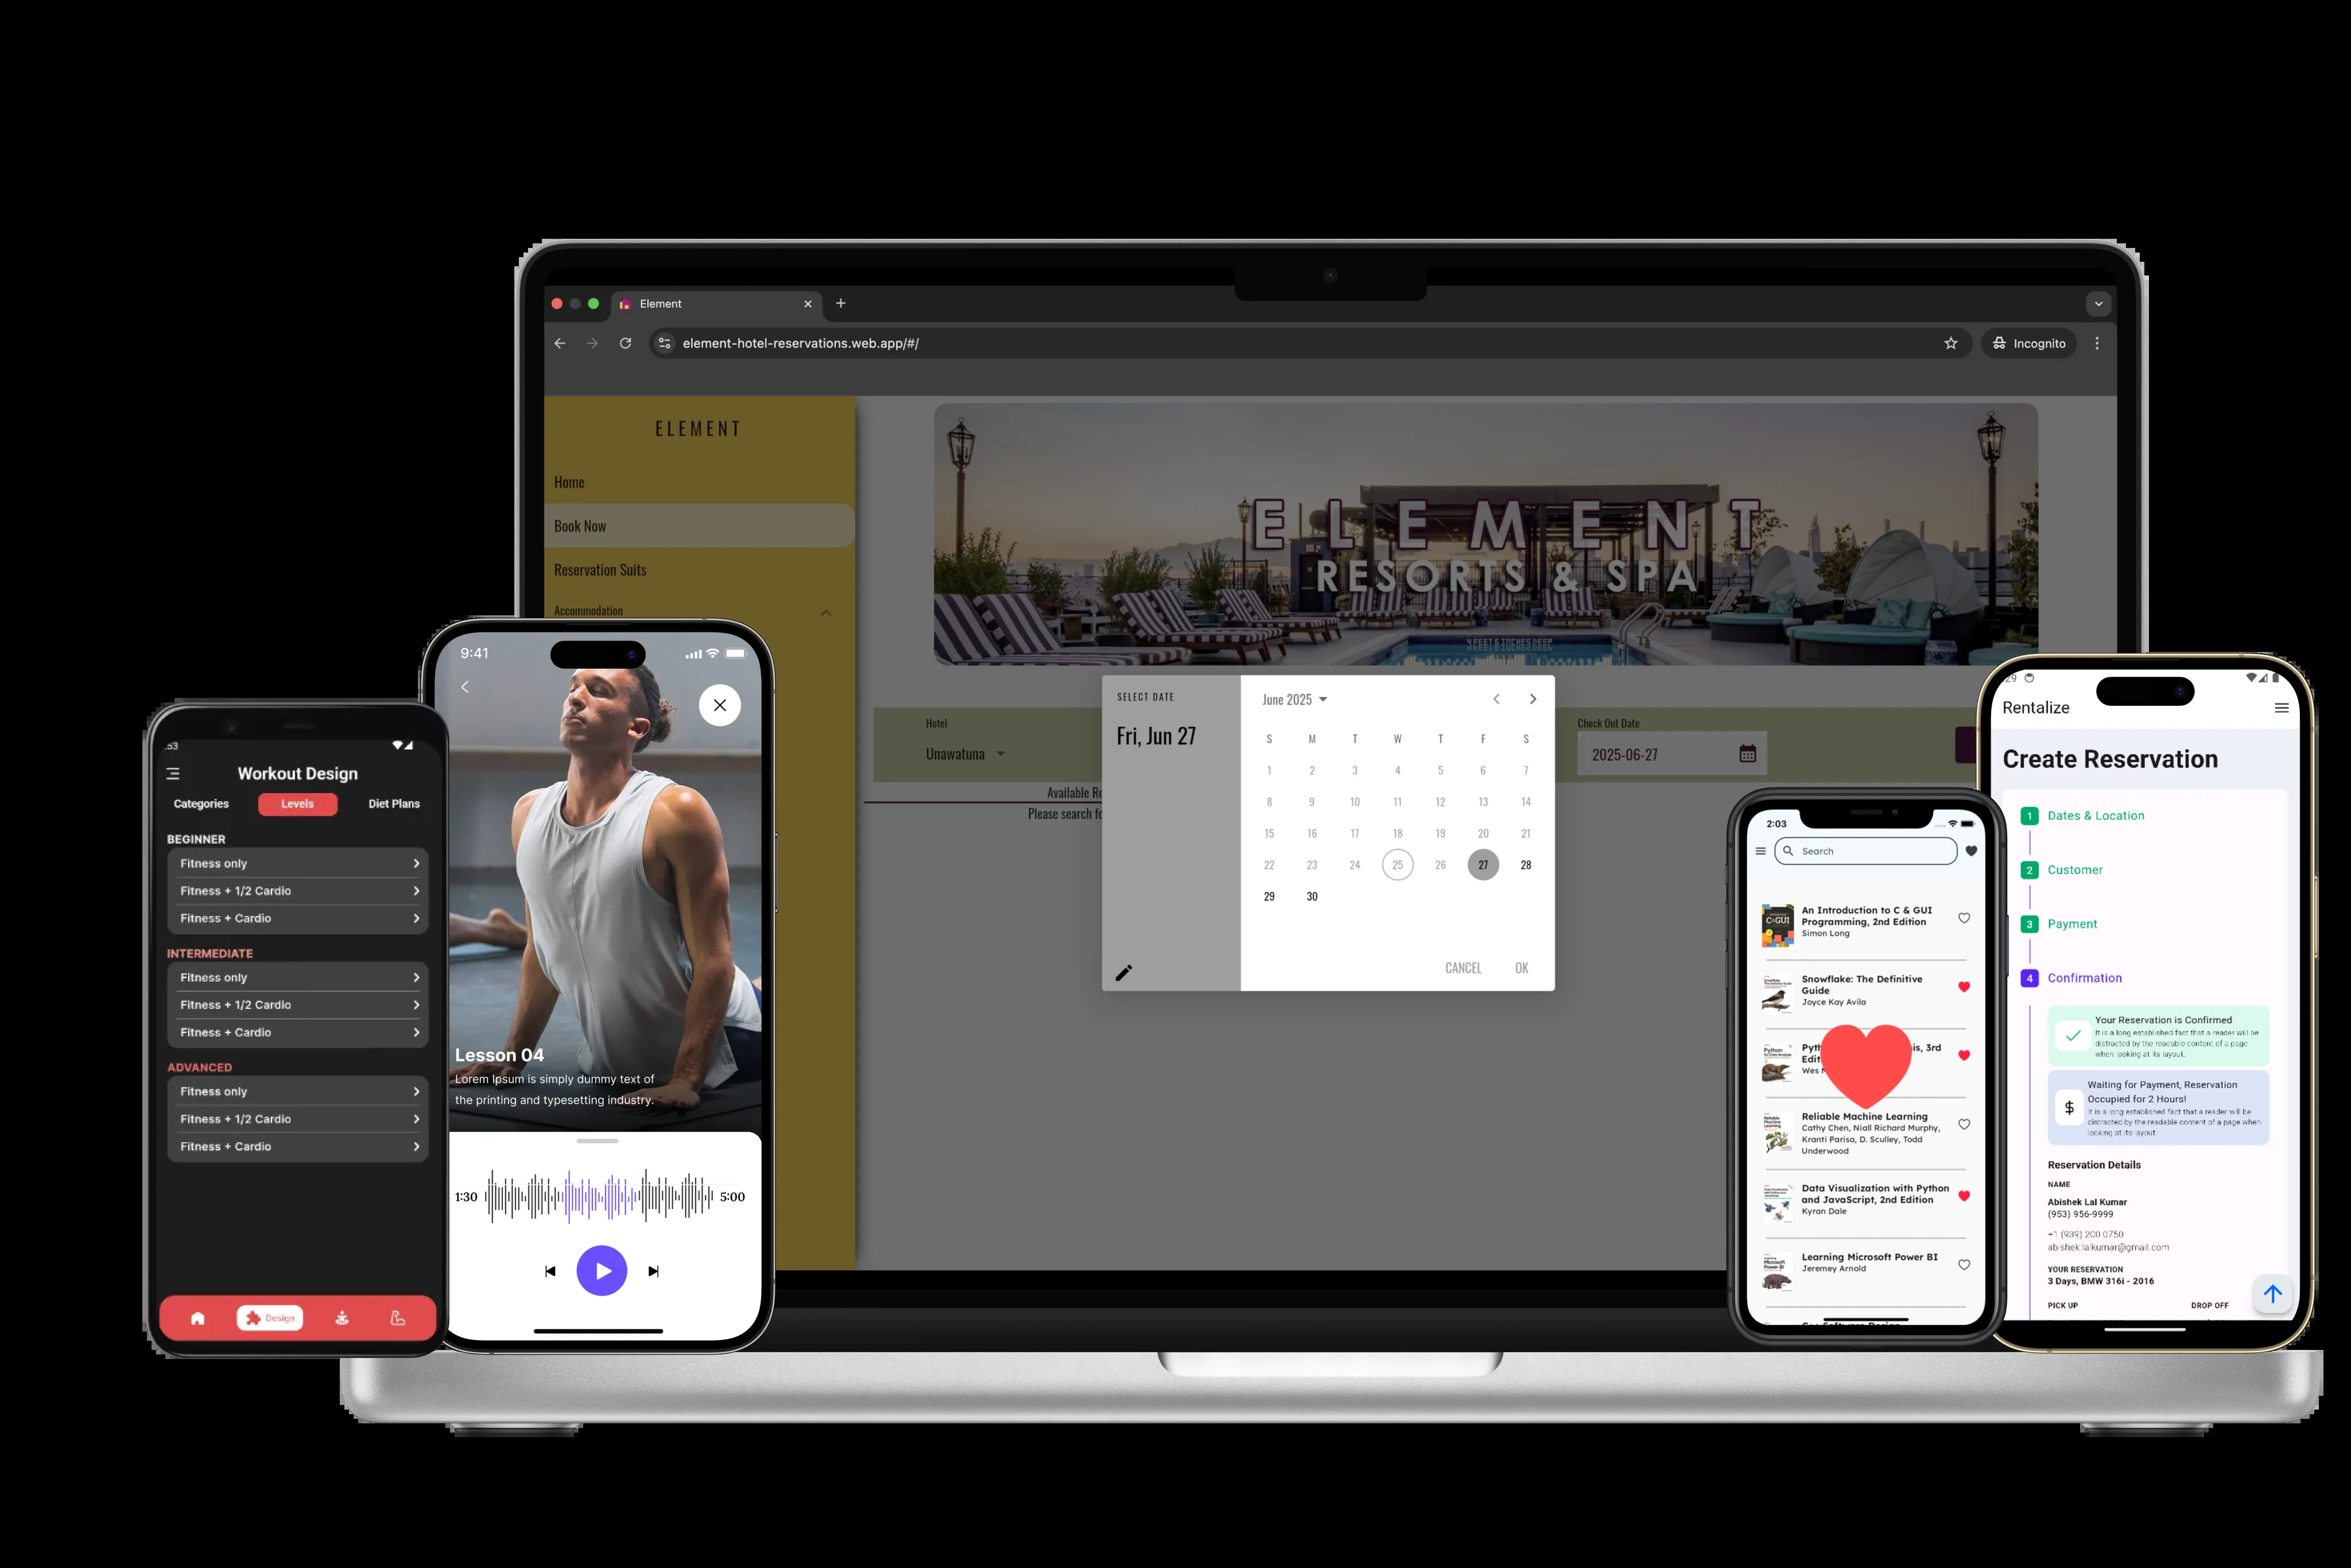 Element
element-hotel-reservations.web.app/#/
Incognito
ELEMENT
Home
Book Now
Reservation Suits
Accommodation
ELEMENT
RESORTS & SPA
Hotel
Unawatuna
Check Out Date
2025-06-27
Available
Please search
SELECT DATE
Fri, Jun 27
June 2025
S M T W T F S
1 2 3 4 5 6 7
8 9 10 11 12 13 14
15 16 17 18 19 20 21
22 23 24 25 26 27 28
29 30
CANCEL OK
:53
Workout Design
Categories Levels Diet Plans
BEGINNER
Fitness only
Fitness + 1/2 Cardio
Fitness + Cardio
INTERMEDIATE
Fitness only
Fitness + 1/2 Cardio
Fitness + Cardio
ADVANCED
Fitness only
Fitness + 1/2 Cardio
Fitness + Cardio
Design
9:41
Lesson 04
Lorem Ipsum is simply dummy text of
the printing and typesetting industry.
1:30 5:00
2:03
Search
C & GUI
An Introduction to C & GUI
Programming, 2nd Edition
Simon Long
Snowflake: The Definitive
Guide
Joyce Kay Avila
Python
3rd
Wes
Reliable Machine Learning
Cathy Chen, Niall Richard Murphy,
Kranti Parisa, D. Sculley, Todd
Underwood
Data Visualization with Python
and JavaScript, 2nd Edition
Kyran Dale
Learning Microsoft Power BI
Jeremey Arnold
:29
Rentalize
Create Reservation
1 Dates & Location
2 Customer
3 Payment
4 Confirmation
Your Reservation is Confirmed
It is a long established fact that a reader will be
distracted by the readable content of a page
when looking at its layout.
$
Waiting for Payment, Reservation
Occupied for 2 Hours!
It is a long established fact that a reader will be
distracted by the readable content of a page when
looking at its layout.
Reservation Details
NAME
Abishek Lal Kumar
(953) 956-9999
+1 (939) 200 0750
abishek.lalkumar@gmail.com
YOUR RESERVATION
3 Days, BMW 316i - 2016
PICK UP DROP OFF